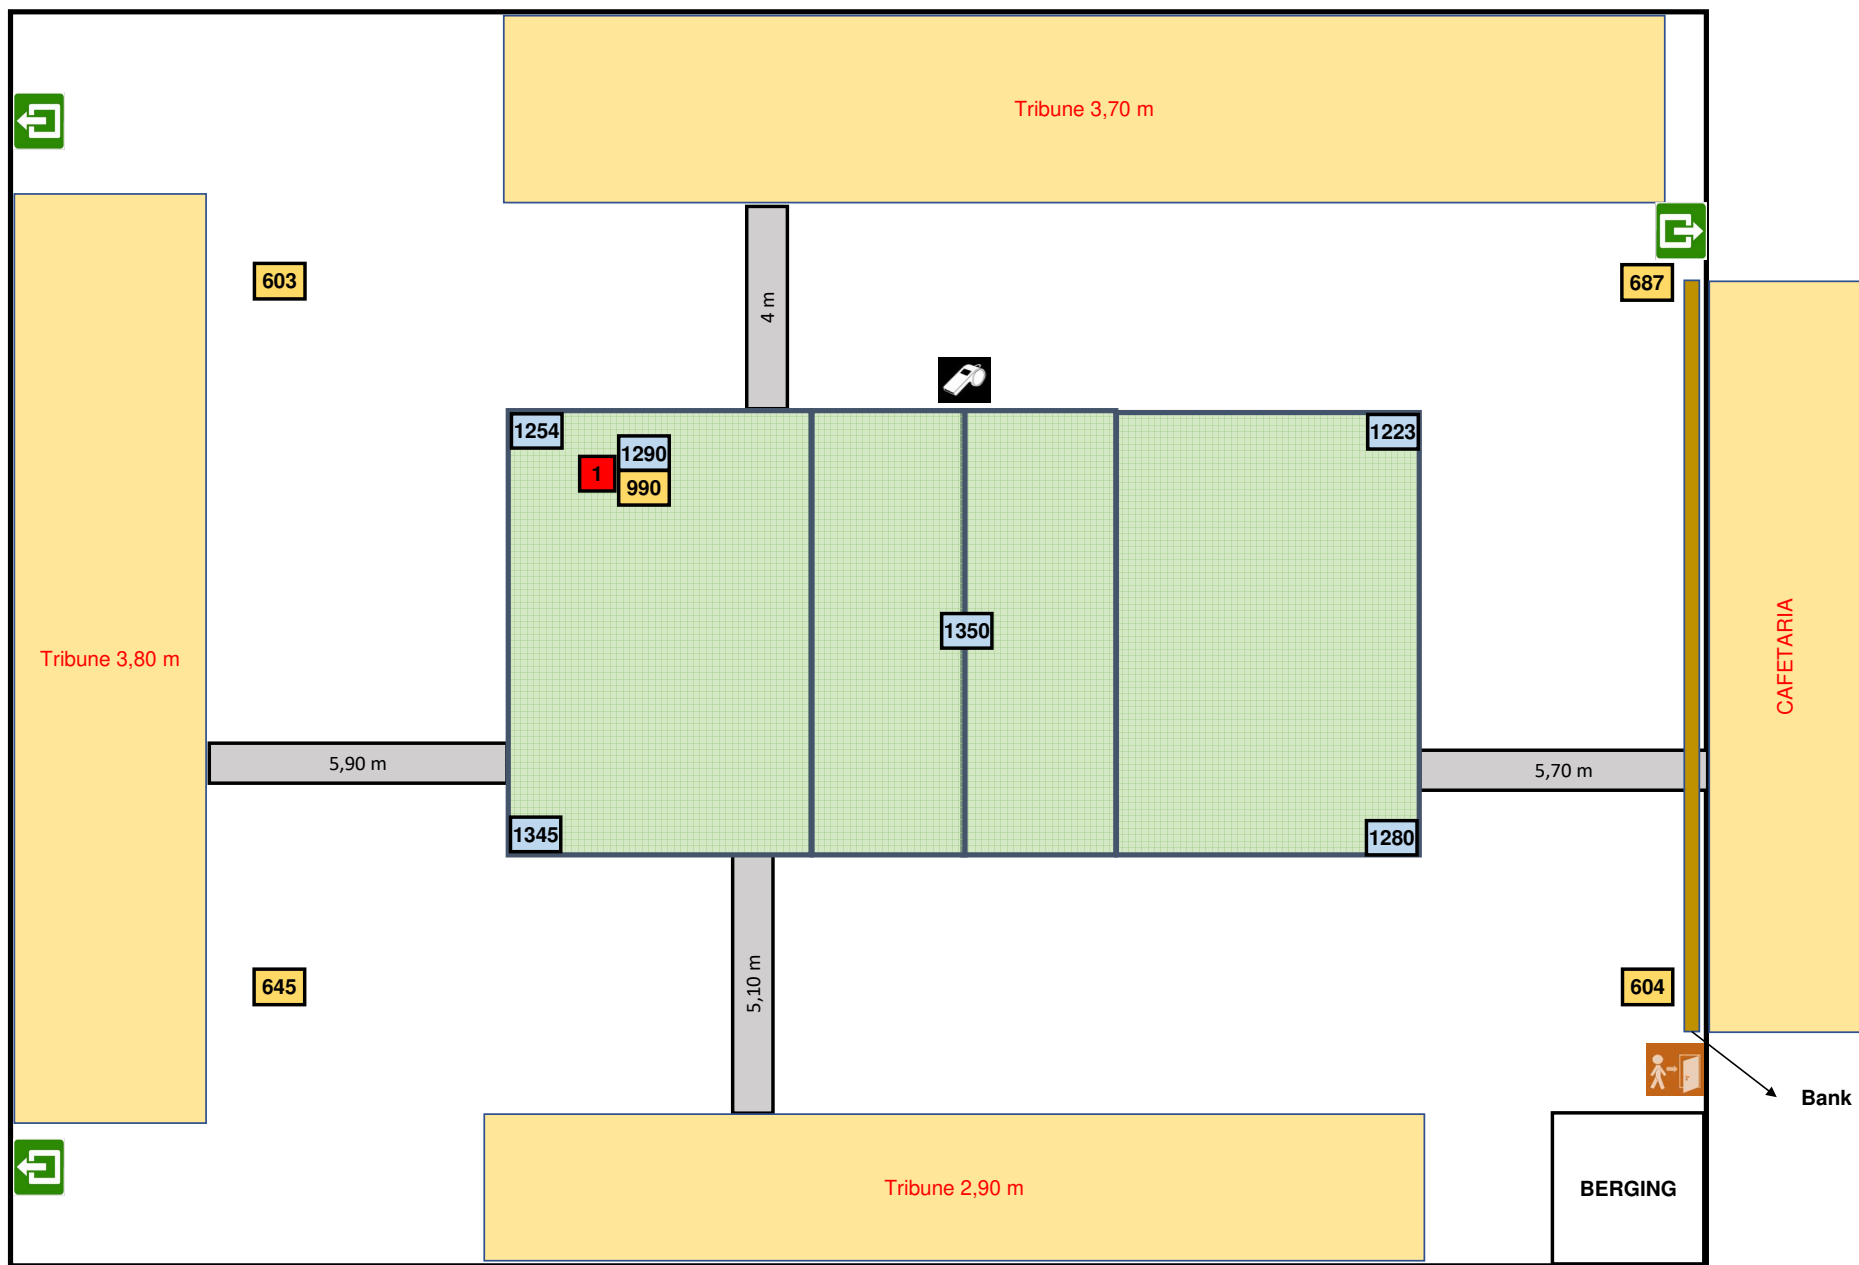 Tribune 3,70 m
603
687
4 m
1254
1290
1223
1
990
1350
CAFETARIA
Tribune 3,80 m
5,90 m
5,70 m
1345
1280
645
5,10 m
604
Bank
Tribune 2,90 m
BERGING